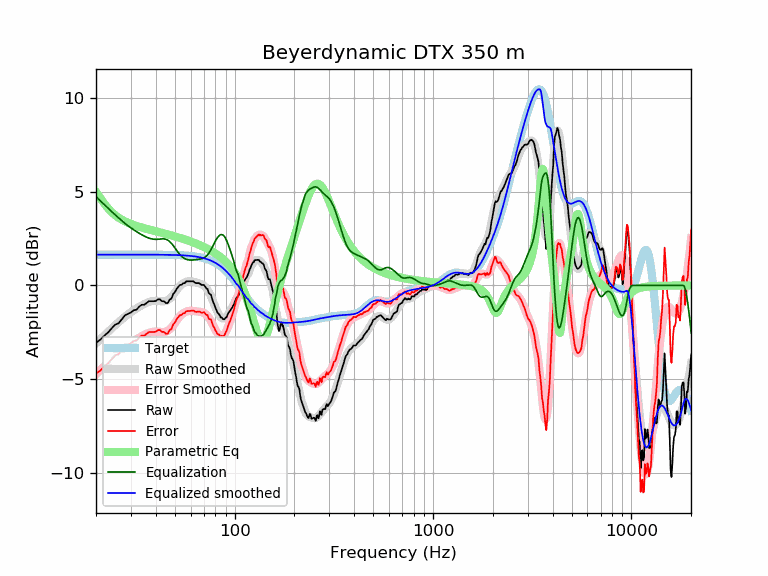 Beyerdynamic DTX 350 m
Amplitude (dBr)
10
5
0
−5
−10
Target
Raw Smoothed
Error Smoothed
Raw
Error
Parametric Eq
Equalization
Equalized smoothed
100
1000
10000
Frequency (Hz)